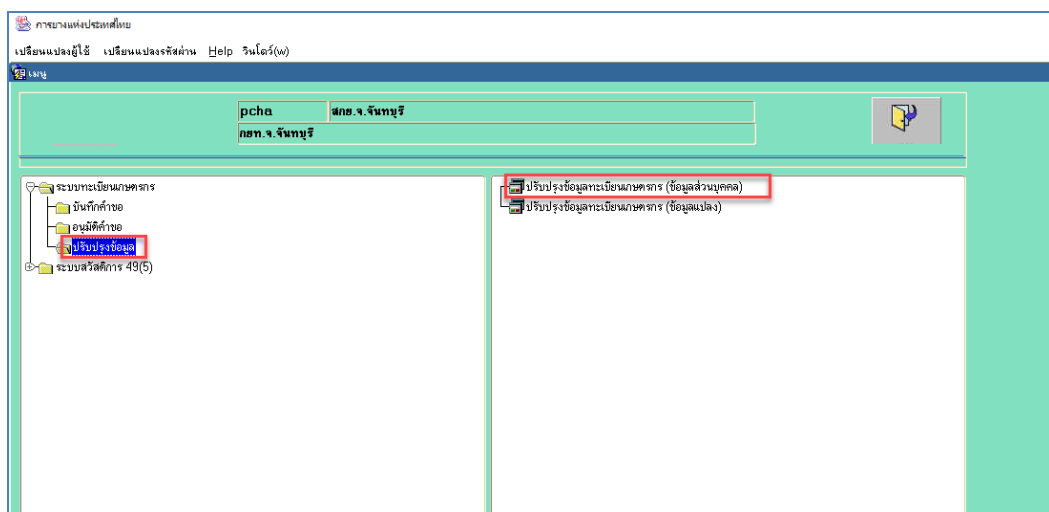 การยางแห่งประเทศไทย
เปลี่ยนแปลงผู้ใช้ เปลี่ยนแปลงรหัสผ่าน Help วินโดว์(w)
เมนู
pcha สกย.จ.จันทบุรี
กยท.จ.จันทบุรี
ระบบทะเบียนเกษตรกร
บันทึกคำขอ
อนุมัติคำขอ
ปรับปรุงข้อมูล
ระบบสวัสดิการ 49(5)
ปรับปรุงข้อมูลทะเบียนเกษตรกร (ข้อมูลส่วนบุคคล)
ปรับปรุงข้อมูลทะเบียนเกษตรกร (ข้อมูลแปลง)